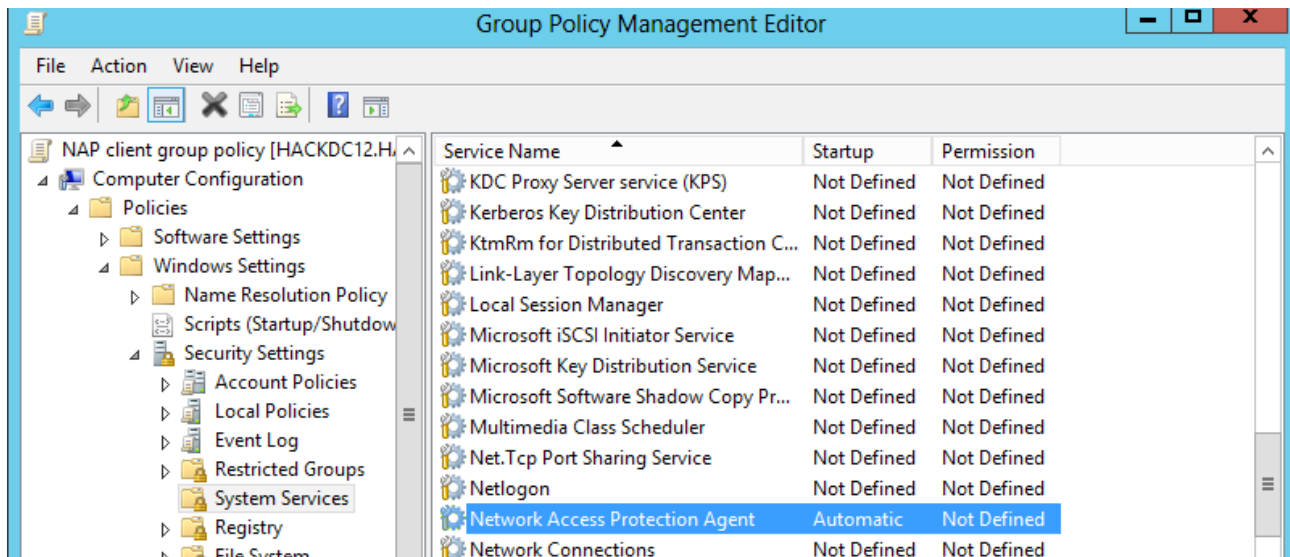 Group Policy Management Editor
File Action View Help
NAP client group policy [HACKDC12.H
Computer Configuration
Policies
Software Settings
Windows Settings
Name Resolution Policy
Scripts (Startup/Shutdow
Security Settings
Account Policies
Local Policies
Event Log
Restricted Groups
System Services
Registry
File System
Service Name Startup Permission
KDC Proxy Server service (KPS) Not Defined Not Defined
Kerberos Key Distribution Center Not Defined Not Defined
KtmRm for Distributed Transaction C... Not Defined Not Defined
Link-Layer Topology Discovery Map... Not Defined Not Defined
Local Session Manager Not Defined Not Defined
Microsoft iSCSI Initiator Service Not Defined Not Defined
Microsoft Key Distribution Service Not Defined Not Defined
Microsoft Software Shadow Copy Pr... Not Defined Not Defined
Multimedia Class Scheduler Not Defined Not Defined
Net.Tcp Port Sharing Service Not Defined Not Defined
Netlogon Not Defined Not Defined
Network Access Protection Agent Automatic Not Defined
Network Connections Not Defined Not Defined